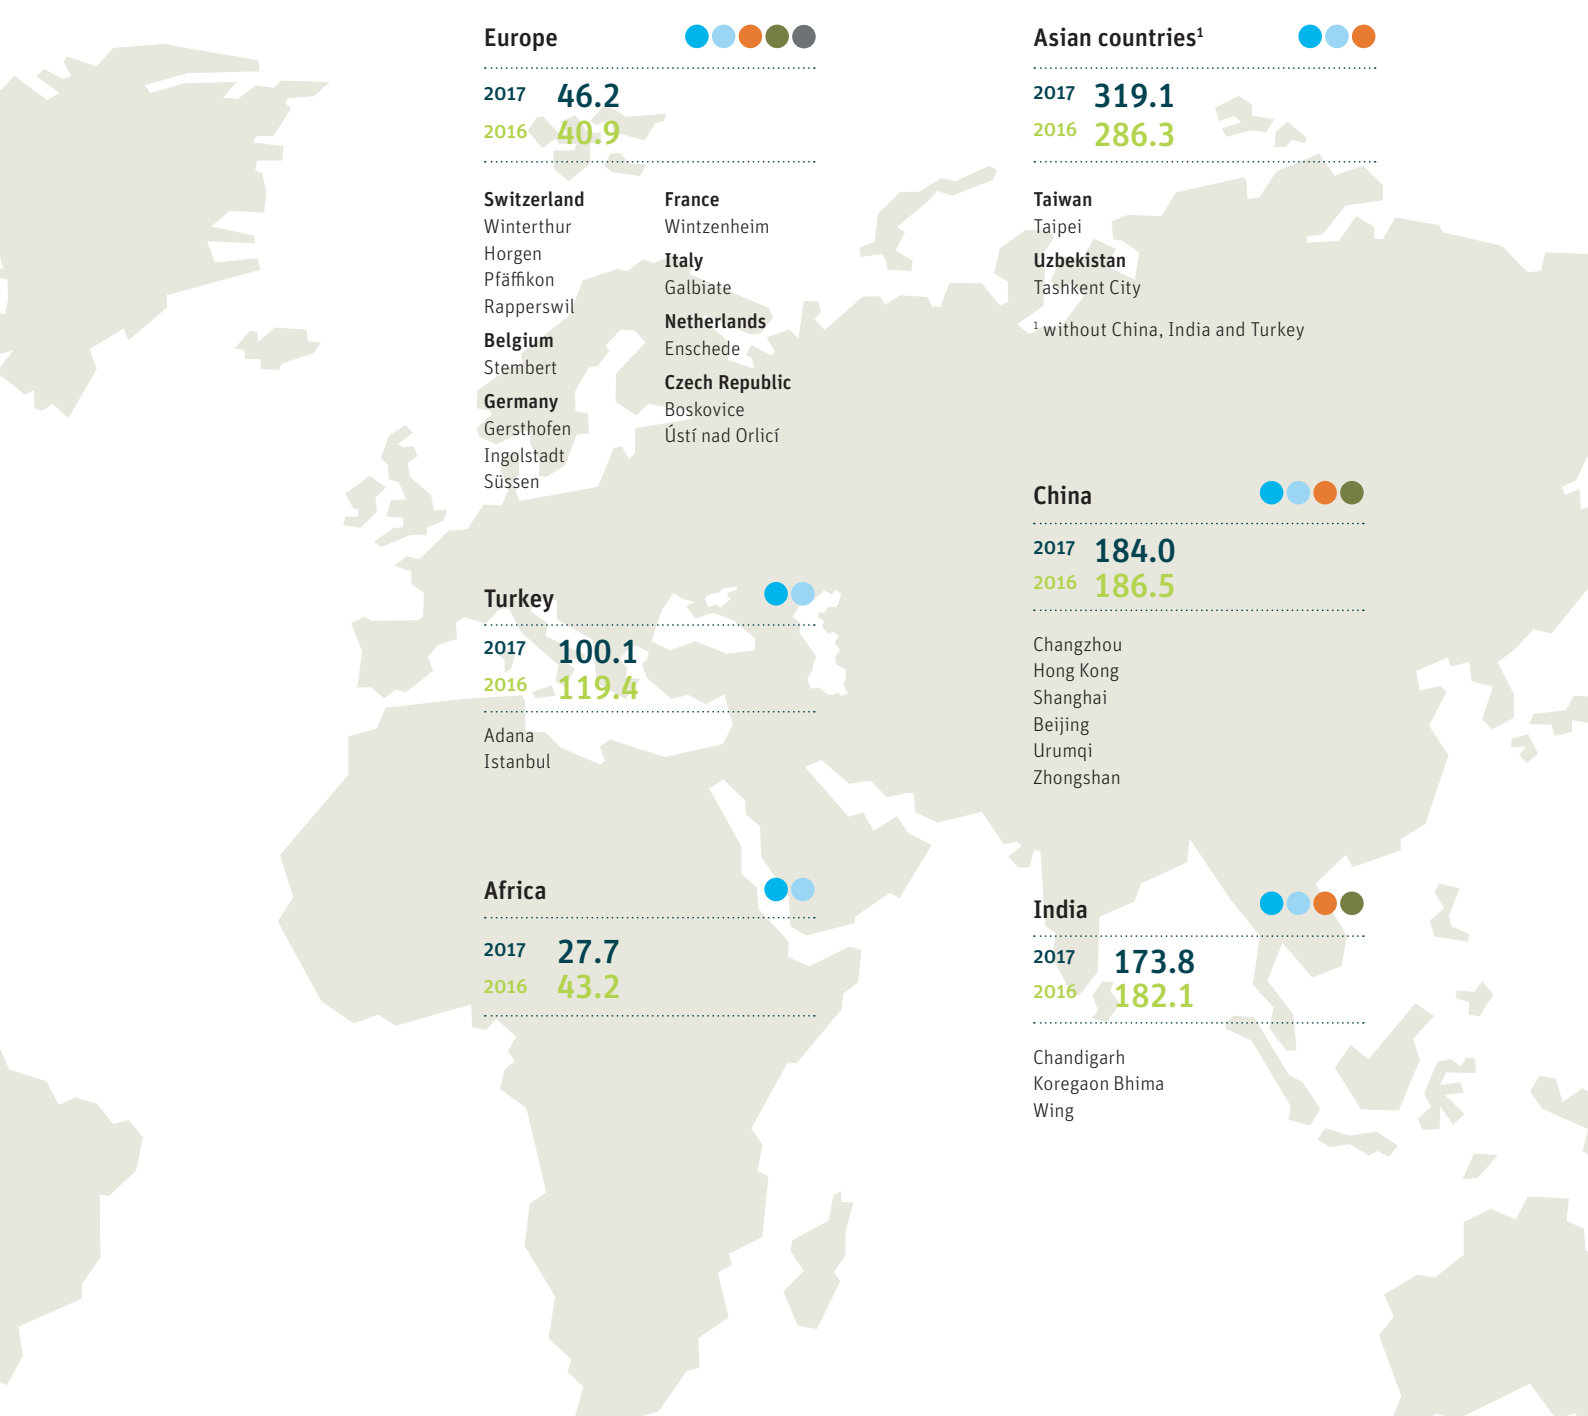 Europe
2017 46.2
2016 40.9
Switzerland
Winterthur
Horgen
Pfäffikon
Rapperswil
Belgium
Stembert
Germany
Gersthofen
Ingolstadt
Süssen
France
Wintzenheim
Italy
Galbiate
Netherlands
Enschede
Czech Republic
Boskovice
Ústí nad Orlicí
Turkey
2017 100.1
2016 119.4
Adana
Istanbul
Africa
2017 27.7
2016 43.2
Asian countries¹
2017 319.1
2016 286.3
Taiwan
Taipei
Uzbekistan
Tashkent City
¹ without China, India and Turkey
China
2017 184.0
2016 186.5
Changzhou
Hong Kong
Shanghai
Beijing
Urumqi
Zhongshan
India
2017 173.8
2016 182.1
Chandigarh
Koregaon Bhima
Wing